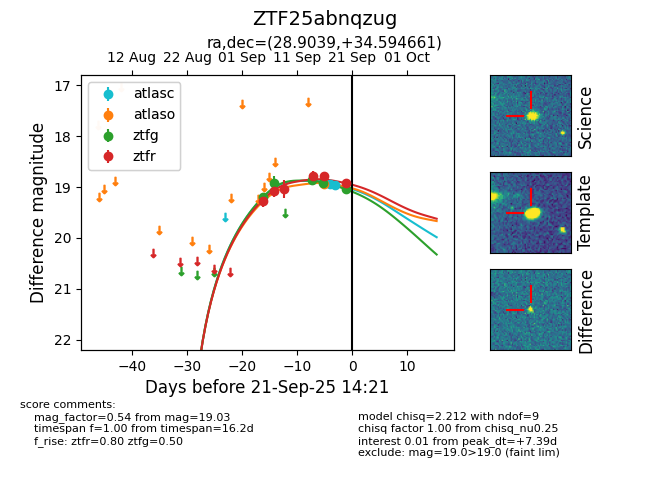 ZTF25abnqzug
ra,dec=(28.9039,+34.594661)
12 Aug 22 Aug 01 Sep 11 Sep 21 Sep 01 Oct
17
18
19
20
21
22
Difference magnitude
atlasc
atlaso
ztfg
ztfr
−40 −30 −20 −10 0 10
Days before 21-Sep-25 14:21
Science
Template
Difference
score comments:
mag_factor=0.54 from mag=19.03
timespan f=1.00 from timespan=16.2d
f_rise: ztfr=0.80 ztfg=0.50
model chisq=2.212 with ndof=9
chisq factor 1.00 from chisq_nu0.25
interest 0.01 from peak_dt=+7.39d
exclude: mag=19.0>19.0 (faint lim)